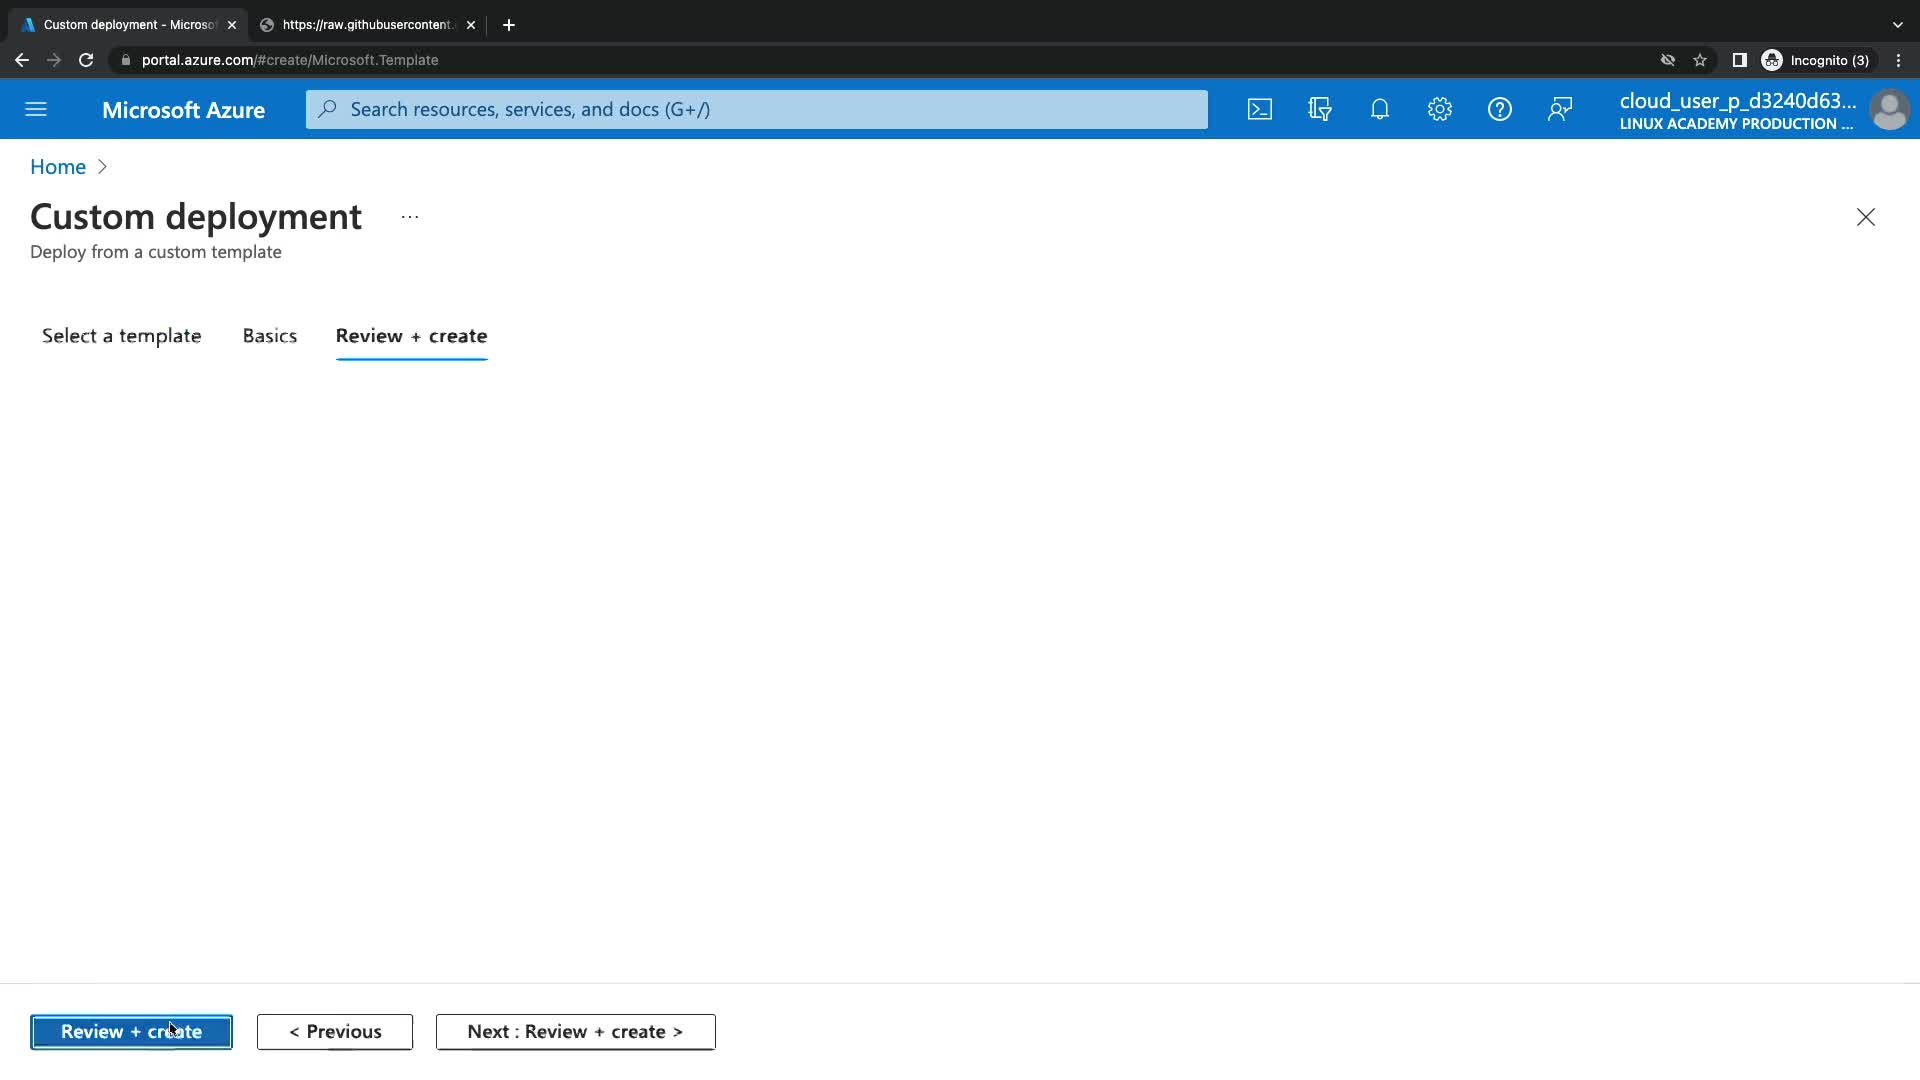 Custom deployment - Microsof
https://raw.githubusercontent.
portal.azure.com/#create/Microsoft.Template
Incognito (3)
Microsoft Azure
Search resources, services, and docs (G+/)
cloud_user_p_d3240d63...
LINUX ACADEMY PRODUCTION ...
Home
Custom deployment ...
Deploy from a custom template
Select a template Basics Review + create
Review + create
< Previous
Next : Review + create >